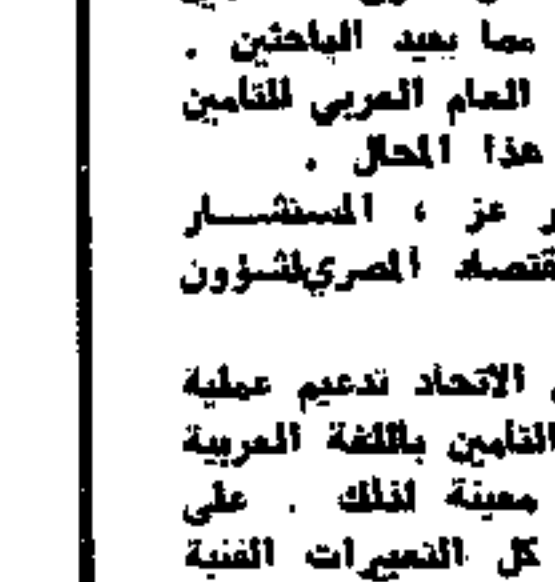 مما يفيد الباحثين .
العام العربي للتأمين
هذا المجال .
عز ، المستشار
المصري لشؤون
الاتحاد تدعيم عملية
التأمين باللغة العربية
معينة لذلك . على
كل التعبيرات الفنية